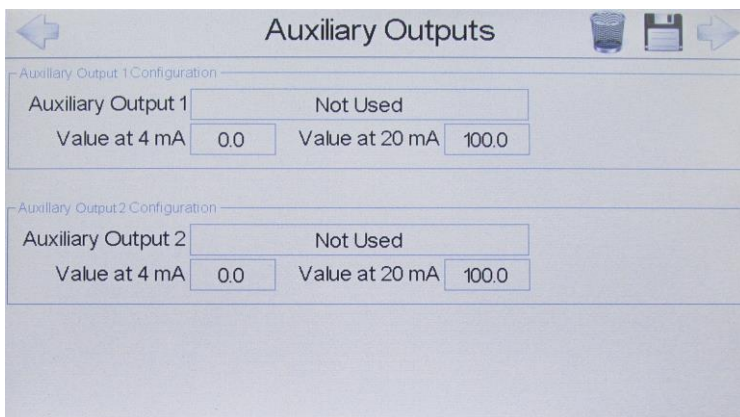 Auxiliary Outputs
Auxiliary Output 1 Configuration
Auxiliary Output 1 Not Used
Value at 4 mA 0.0 Value at 20 mA 100.0
Auxiliary Output 2 Configuration
Auxiliary Output 2 Not Used
Value at 4 mA 0.0 Value at 20 mA 100.0